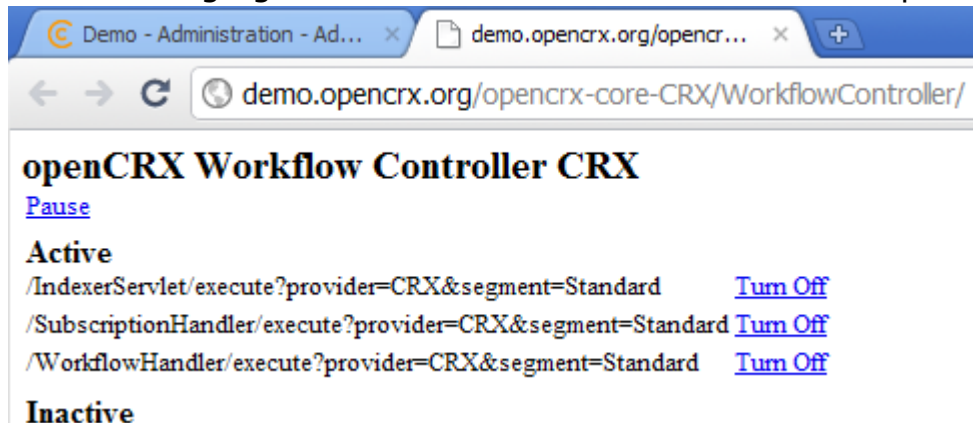 Demo - Administration - Ad...
demo.opencrx.org/opencr...
demo.opencrx.org/opencrx-core-CRX/WorkflowController/
openCRX Workflow Controller CRX
Pause
Active
/IndexerServlet/execute?provider=CRX&segment=Standard Turn Off
/SubscriptionHandler/execute?provider=CRX&segment=Standard Turn Off
/WorkflowHandler/execute?provider=CRX&segment=Standard Turn Off
Inactive